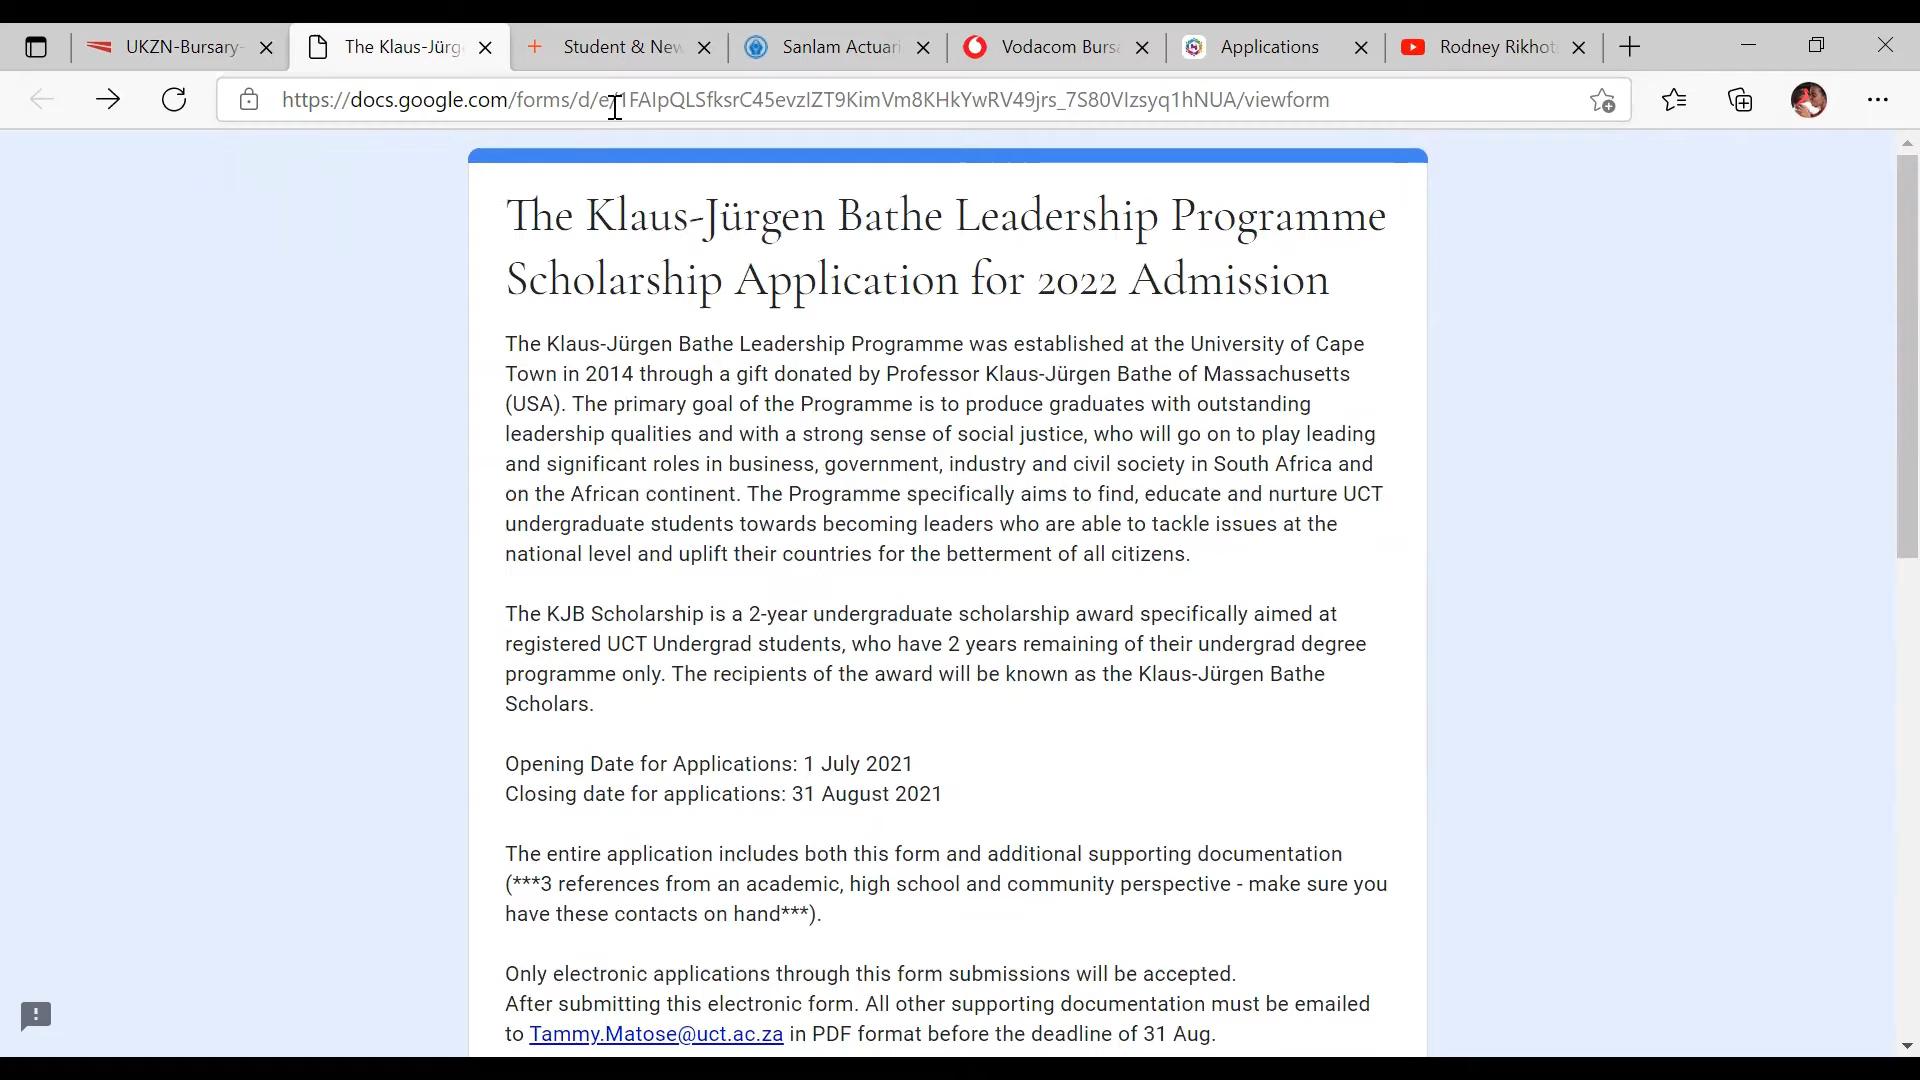 UKZN-Bursary-
The Klaus-Jürg
Student & New
Sanlam Actuari
Vodacom Bursa
Applications
Rodney Rikhots
https://docs.google.com/forms/d/e/1FAIpQLSfksrC45evzIZT9KimVm8KHkYwRV49jrs_7S80VIzsyq1hNUA/viewform
The Klaus-Jürgen Bathe Leadership Programme
Scholarship Application for 2022 Admission
The Klaus-Jürgen Bathe Leadership Programme was established at the University of Cape
Town in 2014 through a gift donated by Professor Klaus-Jürgen Bathe of Massachusetts
(USA). The primary goal of the Programme is to produce graduates with outstanding
leadership qualities and with a strong sense of social justice, who will go on to play leading
and significant roles in business, government, industry and civil society in South Africa and
on the African continent. The Programme specifically aims to find, educate and nurture UCT
undergraduate students towards becoming leaders who are able to tackle issues at the
national level and uplift their countries for the betterment of all citizens.
The KJB Scholarship is a 2-year undergraduate scholarship award specifically aimed at
registered UCT Undergrad students, who have 2 years remaining of their undergrad degree
programme only. The recipients of the award will be known as the Klaus-Jürgen Bathe
Scholars.
Opening Date for Applications: 1 July 2021
Closing date for applications: 31 August 2021
The entire application includes both this form and additional supporting documentation
(***3 references from an academic, high school and community perspective - make sure you
have these contacts on hand***).
Only electronic applications through this form submissions will be accepted.
After submitting this electronic form. All other supporting documentation must be emailed
to Tammy.Matose@uct.ac.za in PDF format before the deadline of 31 Aug.